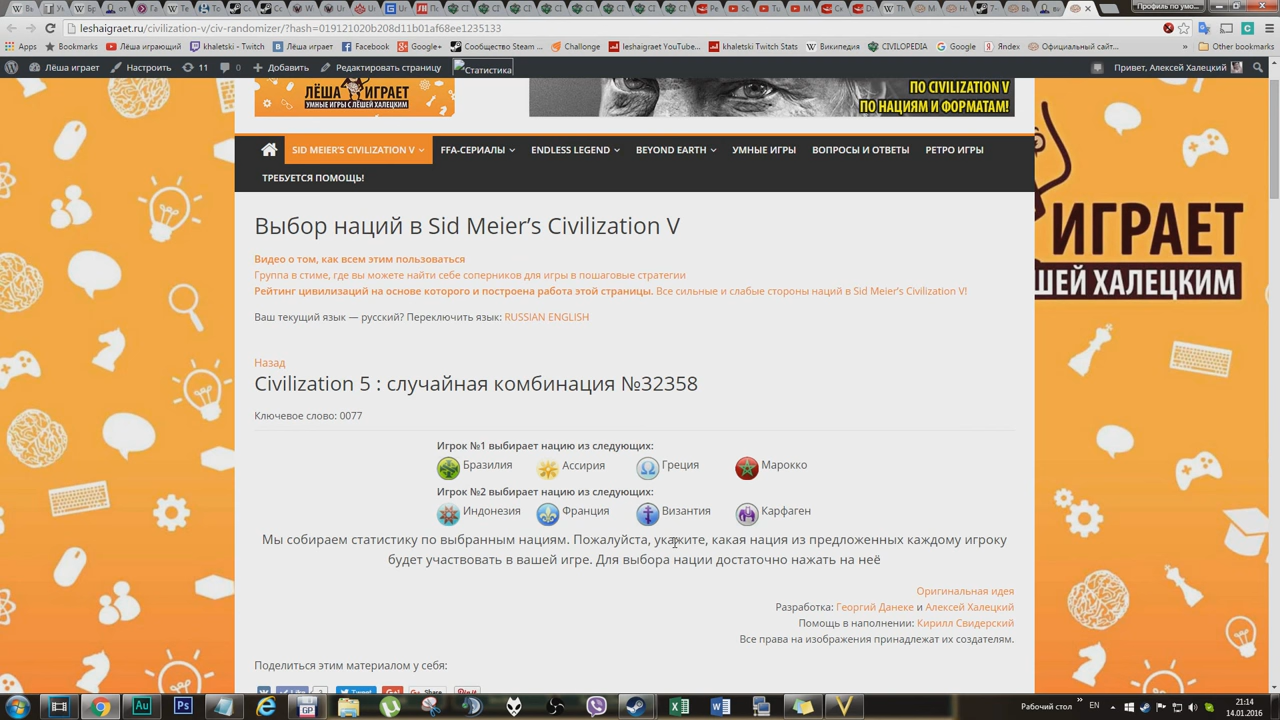 Профиль по умо...
leshaigraet.ru/civilization-v/civ-randomizer/?hash=019121020b208d11b01af68ee1235133
Apps Bookmarks Лёша играющий khaletski • Twitch Лёша играет Facebook Google+ Сообщество Steam ... Challonge leshaigraet YouTube... khaletski Twitch Stats Википедия CIVILOPEDIA Google Яndex Официальный сайт... » Other bookmarks
Лёша играет Настроить 11 0 Добавить Редактировать страницу Статистика Привет, Алексей Халецкий
ЛЁША ИГРАЕТ
УМНЫЕ ИГРЫ С ЛЁШЕЙ ХАЛЕЦКИМ
ПО CIVILIZATION V
ПО НАЦИЯМ И ФОРМАТАМ!
SID MEIER'S CIVILIZATION V FFA-СЕРИАЛЫ ENDLESS LEGEND BEYOND EARTH УМНЫЕ ИГРЫ ВОПРОСЫ И ОТВЕТЫ РЕТРО ИГРЫ
ТРЕБУЕТСЯ ПОМОЩЬ!
ИГРАЕТ
ШЕЙ ХАЛЕЦКИМ
Выбор наций в Sid Meier's Civilization V
Видео о том, как всем этим пользоваться
Группа в стиме, где вы можете найти себе соперников для игры в пошаговые стратегии
Рейтинг цивилизаций на основе которого и построена работа этой страницы. Все сильные и слабые стороны наций в Sid Meier's Civilization V!
Ваш текущий язык — русский? Переключить язык: RUSSIAN ENGLISH
Назад
Civilization 5 : случайная комбинация №32358
Ключевое слово: 0077
Игрок №1 выбирает нацию из следующих:
Бразилия Ассирия Греция Марокко
Игрок №2 выбирает нацию из следующих:
Индонезия Франция Византия Карфаген
Мы собираем статистику по выбранным нациям. Пожалуйста, укажите, какая нация из предложенных каждому игроку
будет участвовать в вашей игре. Для выбора нации достаточно нажать на неё
Оригинальная идея
Разработка: Георгий Данеке и Алексей Халецкий
Помощь в наполнении: Кирилл Свидерский
Все права на изображения принадлежат их создателям.
Поделиться этим материалом у себя:
Рабочий стол » EN 21:14
14.01.2016